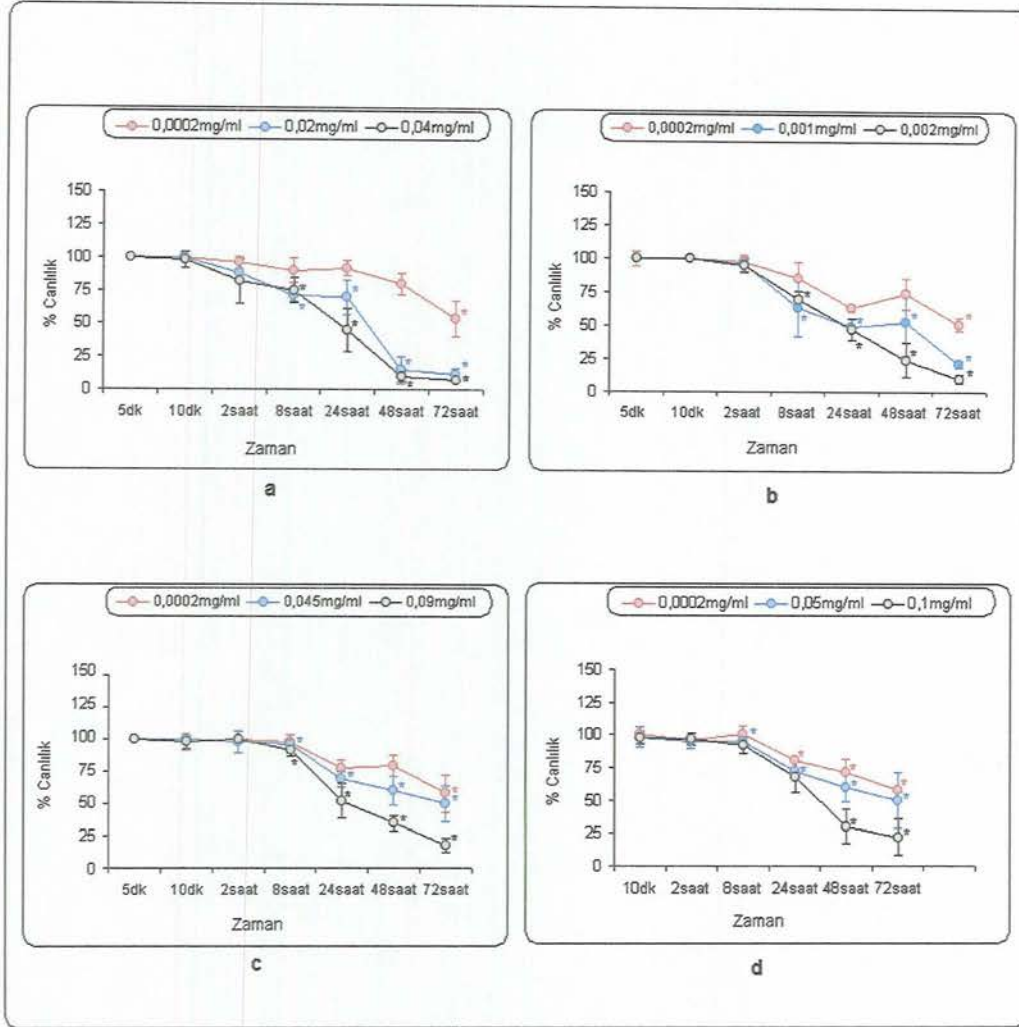 0,0002mg/ml 0,02mg/ml 0,04mg/ml
150
125
100
75
50
25
0
% Canlılık
5dk 10dk 2saat 8saat 24saat 48saat 72saat
Zaman
a
0,0002mg/ml 0,001mg/ml 0,002mg/ml
150
125
100
75
50
25
0
% Canlılık
5dk 10dk 2saat 8saat 24saat 48saat 72saat
Zaman
b
0,0002mg/ml 0,045mg/ml 0,09mg/ml
150
125
100
75
50
25
0
% Canlılık
5dk 10dk 2saat 8saat 24saat 48saat 72saat
Zaman
c
0,0002mg/ml 0,05mg/ml 0,1mg/ml
150
125
100
75
50
25
0
% Canlılık
10dk 2saat 8saat 24saat 48saat 72saat
Zaman
d